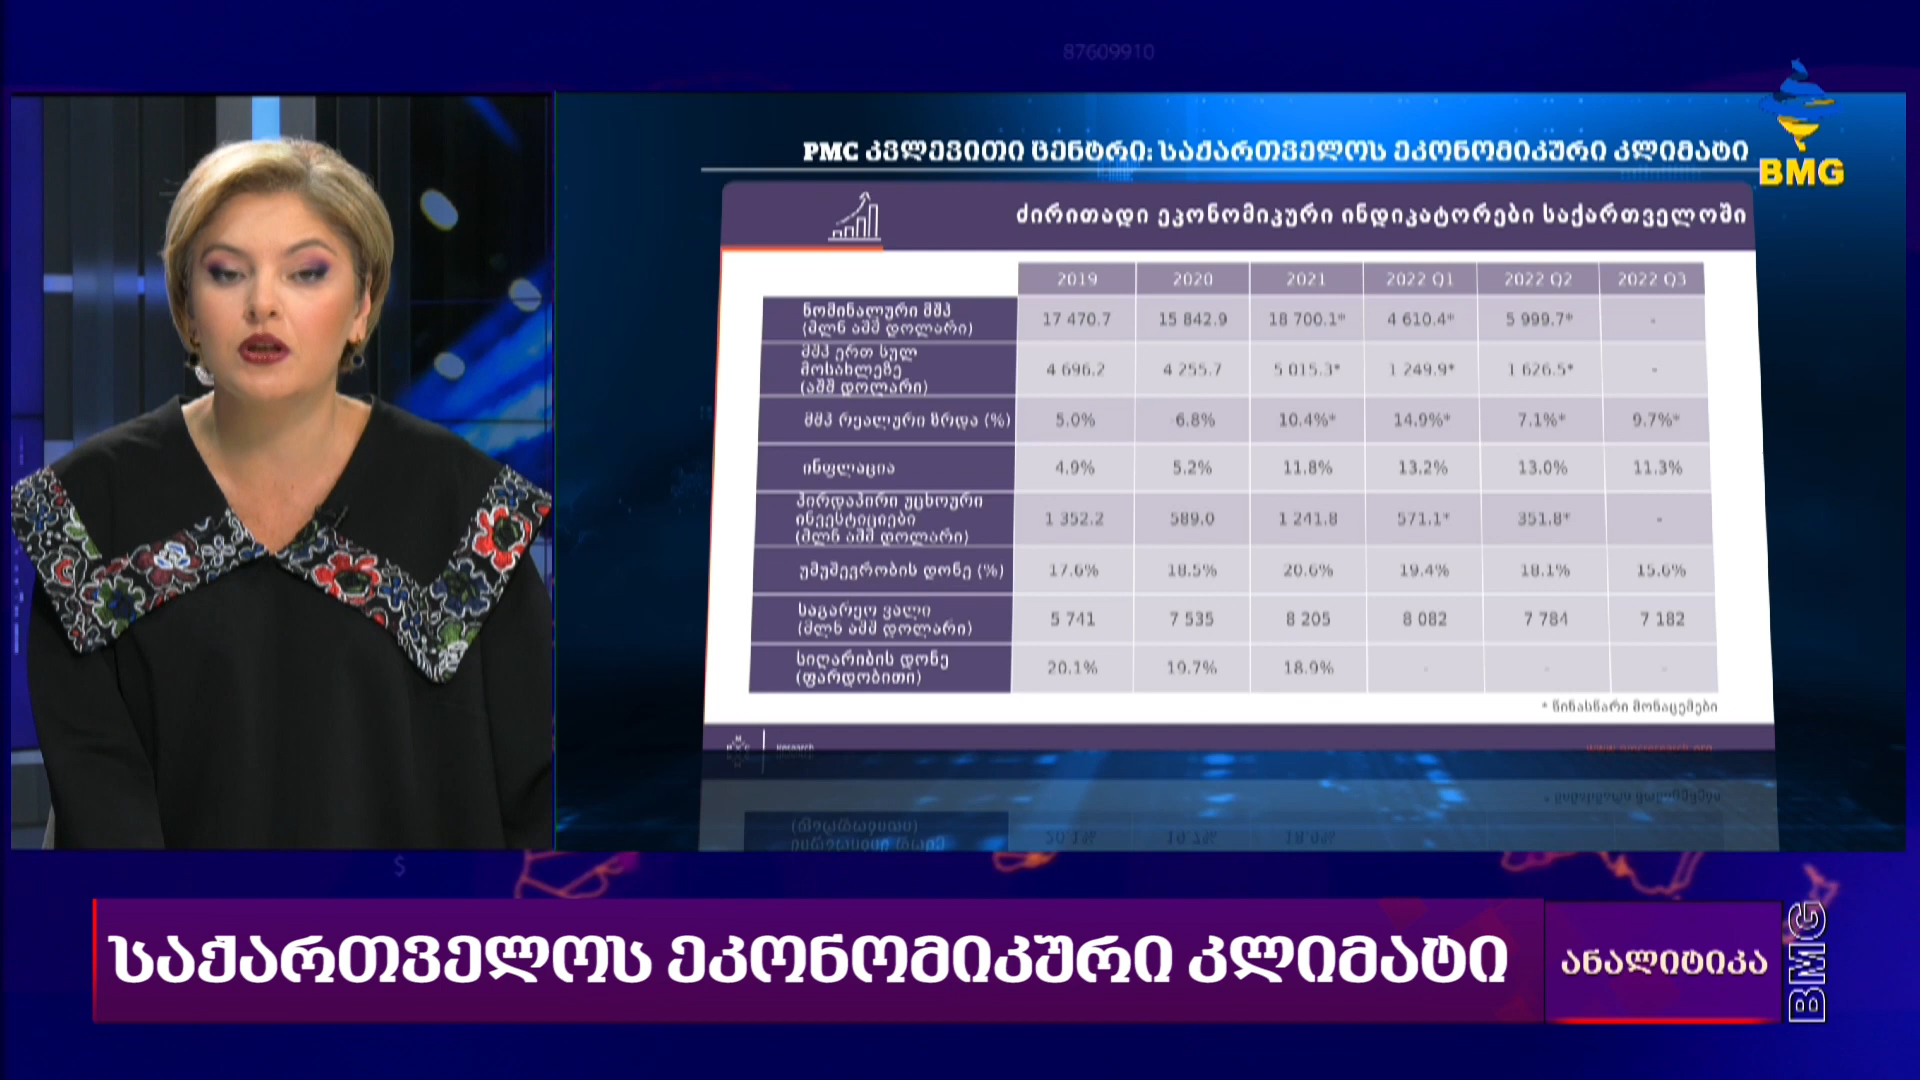 87609910
PMC ᲙᲕᲚᲔᲕᲘᲗᲘ ᲪᲔᲜᲢᲠᲘ: ᲡᲐᲥᲐᲠᲗᲕᲔᲚᲝᲡ ᲔᲙᲝᲜᲝᲛᲘᲙᲣᲠᲘ ᲙᲚᲘᲛᲐᲢᲘ
BMG
ᲫᲘᲠᲘᲗᲐᲓᲘ ᲔᲙᲝᲜᲝᲛᲘᲙᲣᲠᲘ ᲘᲜᲓᲘᲙᲐᲢᲝᲠᲔᲑᲘ ᲡᲐᲥᲐᲠᲗᲕᲔᲚᲝᲨᲘ
2019 2020 2021 2022 Q1 2022 Q2 2022 Q3
ნომინალური მშპ
(მლნ აშშ დოლარი) 17 470.7 15 842.9 18 700.1* 4 610.4* 5 999.7* -
მშპ ერთ სულ
მოსახლეზე
(აშშ დოლარი) 4 696.2 4 255.7 5 015.3* 1 249.9* 1 626.5* -
მშპ რეალური ზრდა (%) 5.0% -6.8% 10.4%* 14.9%* 7.1%* 9.7%*
ინფლაცია 4.9% 5.2% 11.8% 13.2% 13.0% 11.3%
პირდაპირი უცხოური
ინვესტიციები
(მლნ აშშ დოლარი) 1 352.2 589.0 1 241.8 571.1* 351.8* -
უმუშევრობის დონე (%) 17.6% 18.5% 20.6% 19.4% 18.1% 15.6%
საგარეო ვალი
(მლნ აშშ დოლარი) 5 741 7 535 8 205 8 082 7 784 7 182
სიღარიბის დონე
(ფარდობითი) 20.1% 19.7% 18.9% - - -
* წინასწარი მონაცემები
Research
ᲡᲐᲥᲐᲠᲗᲕᲔᲚᲝᲡ ᲔᲙᲝᲜᲝᲛᲘᲙᲣᲠᲘ ᲙᲚᲘᲛᲐᲢᲘ
ᲐᲜᲐᲚᲘᲢᲘᲙᲐ
BMG